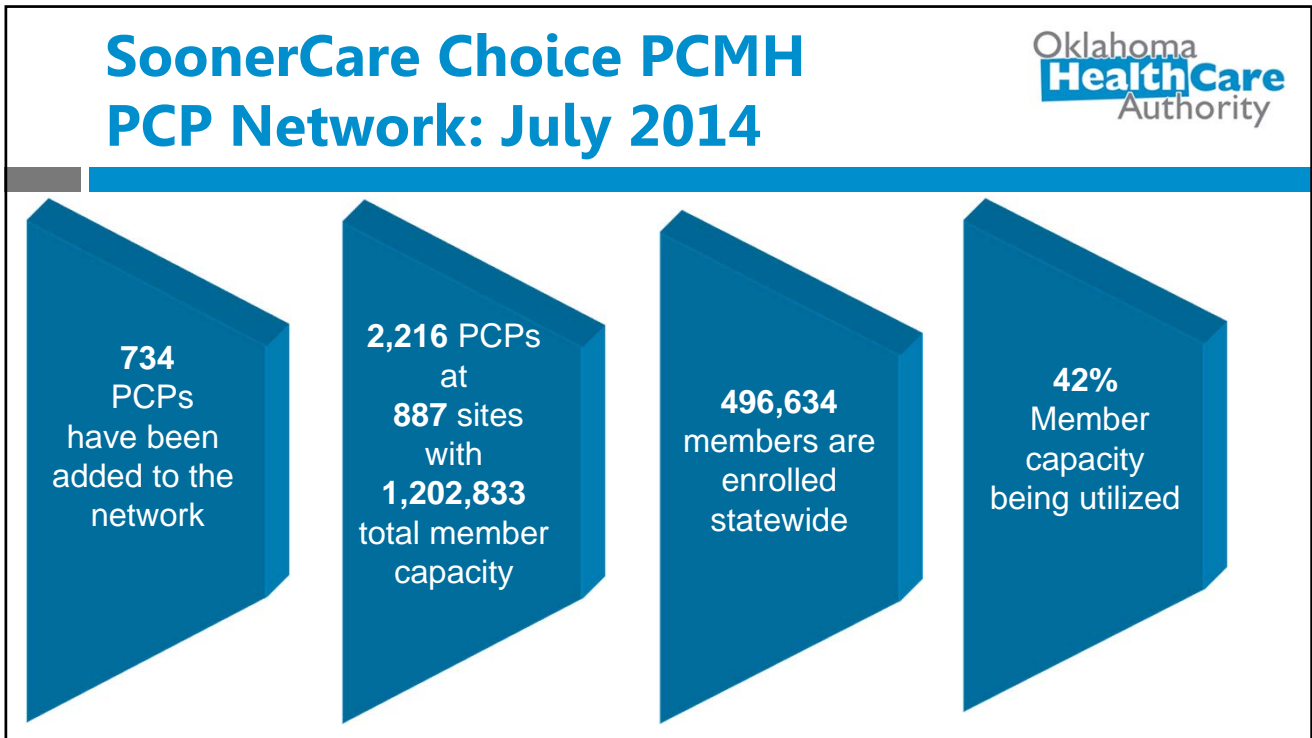 SoonerCare Choice PCMH
PCP Network: July 2014
Oklahoma
HealthCare
Authority
734
PCPs
have been
added to the
network
2,216 PCPs
at
887 sites
with
1,202,833
total member
capacity
496,634
members are
enrolled
statewide
42%
Member
capacity
being utilized